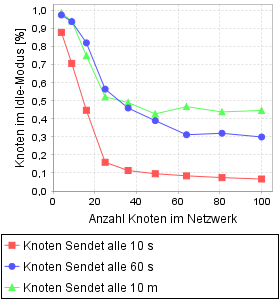 1,0
0,9
0,8
0,7
0,6
0,5
0,4
0,3
0,2
0,1
0,0
Knoten im Idle-Modus [%]
0 20 40 60 80 100
Anzahl Knoten im Netzwerk
Knoten Sendet alle 10 s
Knoten Sendet alle 60 s
Knoten Sendet alle 10 m